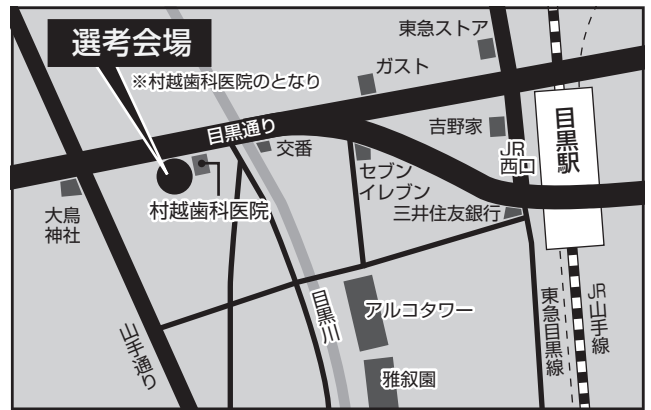 選考会場
※村越歯科医院のとなり
東急ストア
ガスト
目黒通り
交番
吉野家
JR
西口
目黒駅
セブン
イレブン
三井住友銀行
大鳥
神社
村越歯科医院
山手通り
目黒川
アルコタワー
雅叙園
東急目黒線
JR山手線